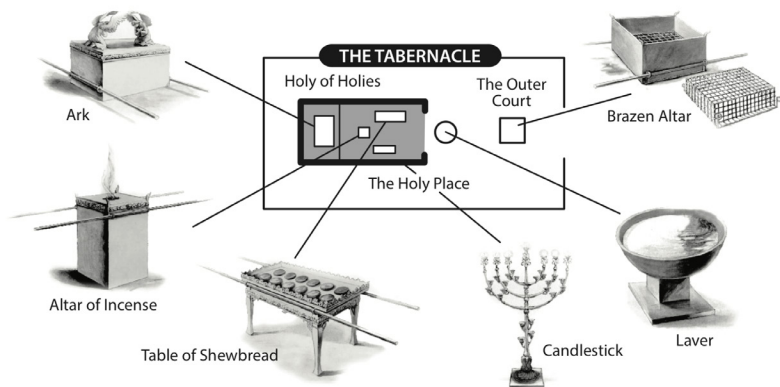 THE TABERNACLE
Holy of Holies
The Outer
Court
Ark
Brazen Altar
The Holy Place
Altar of Incense
Table of Shewbread
Candlestick
Laver